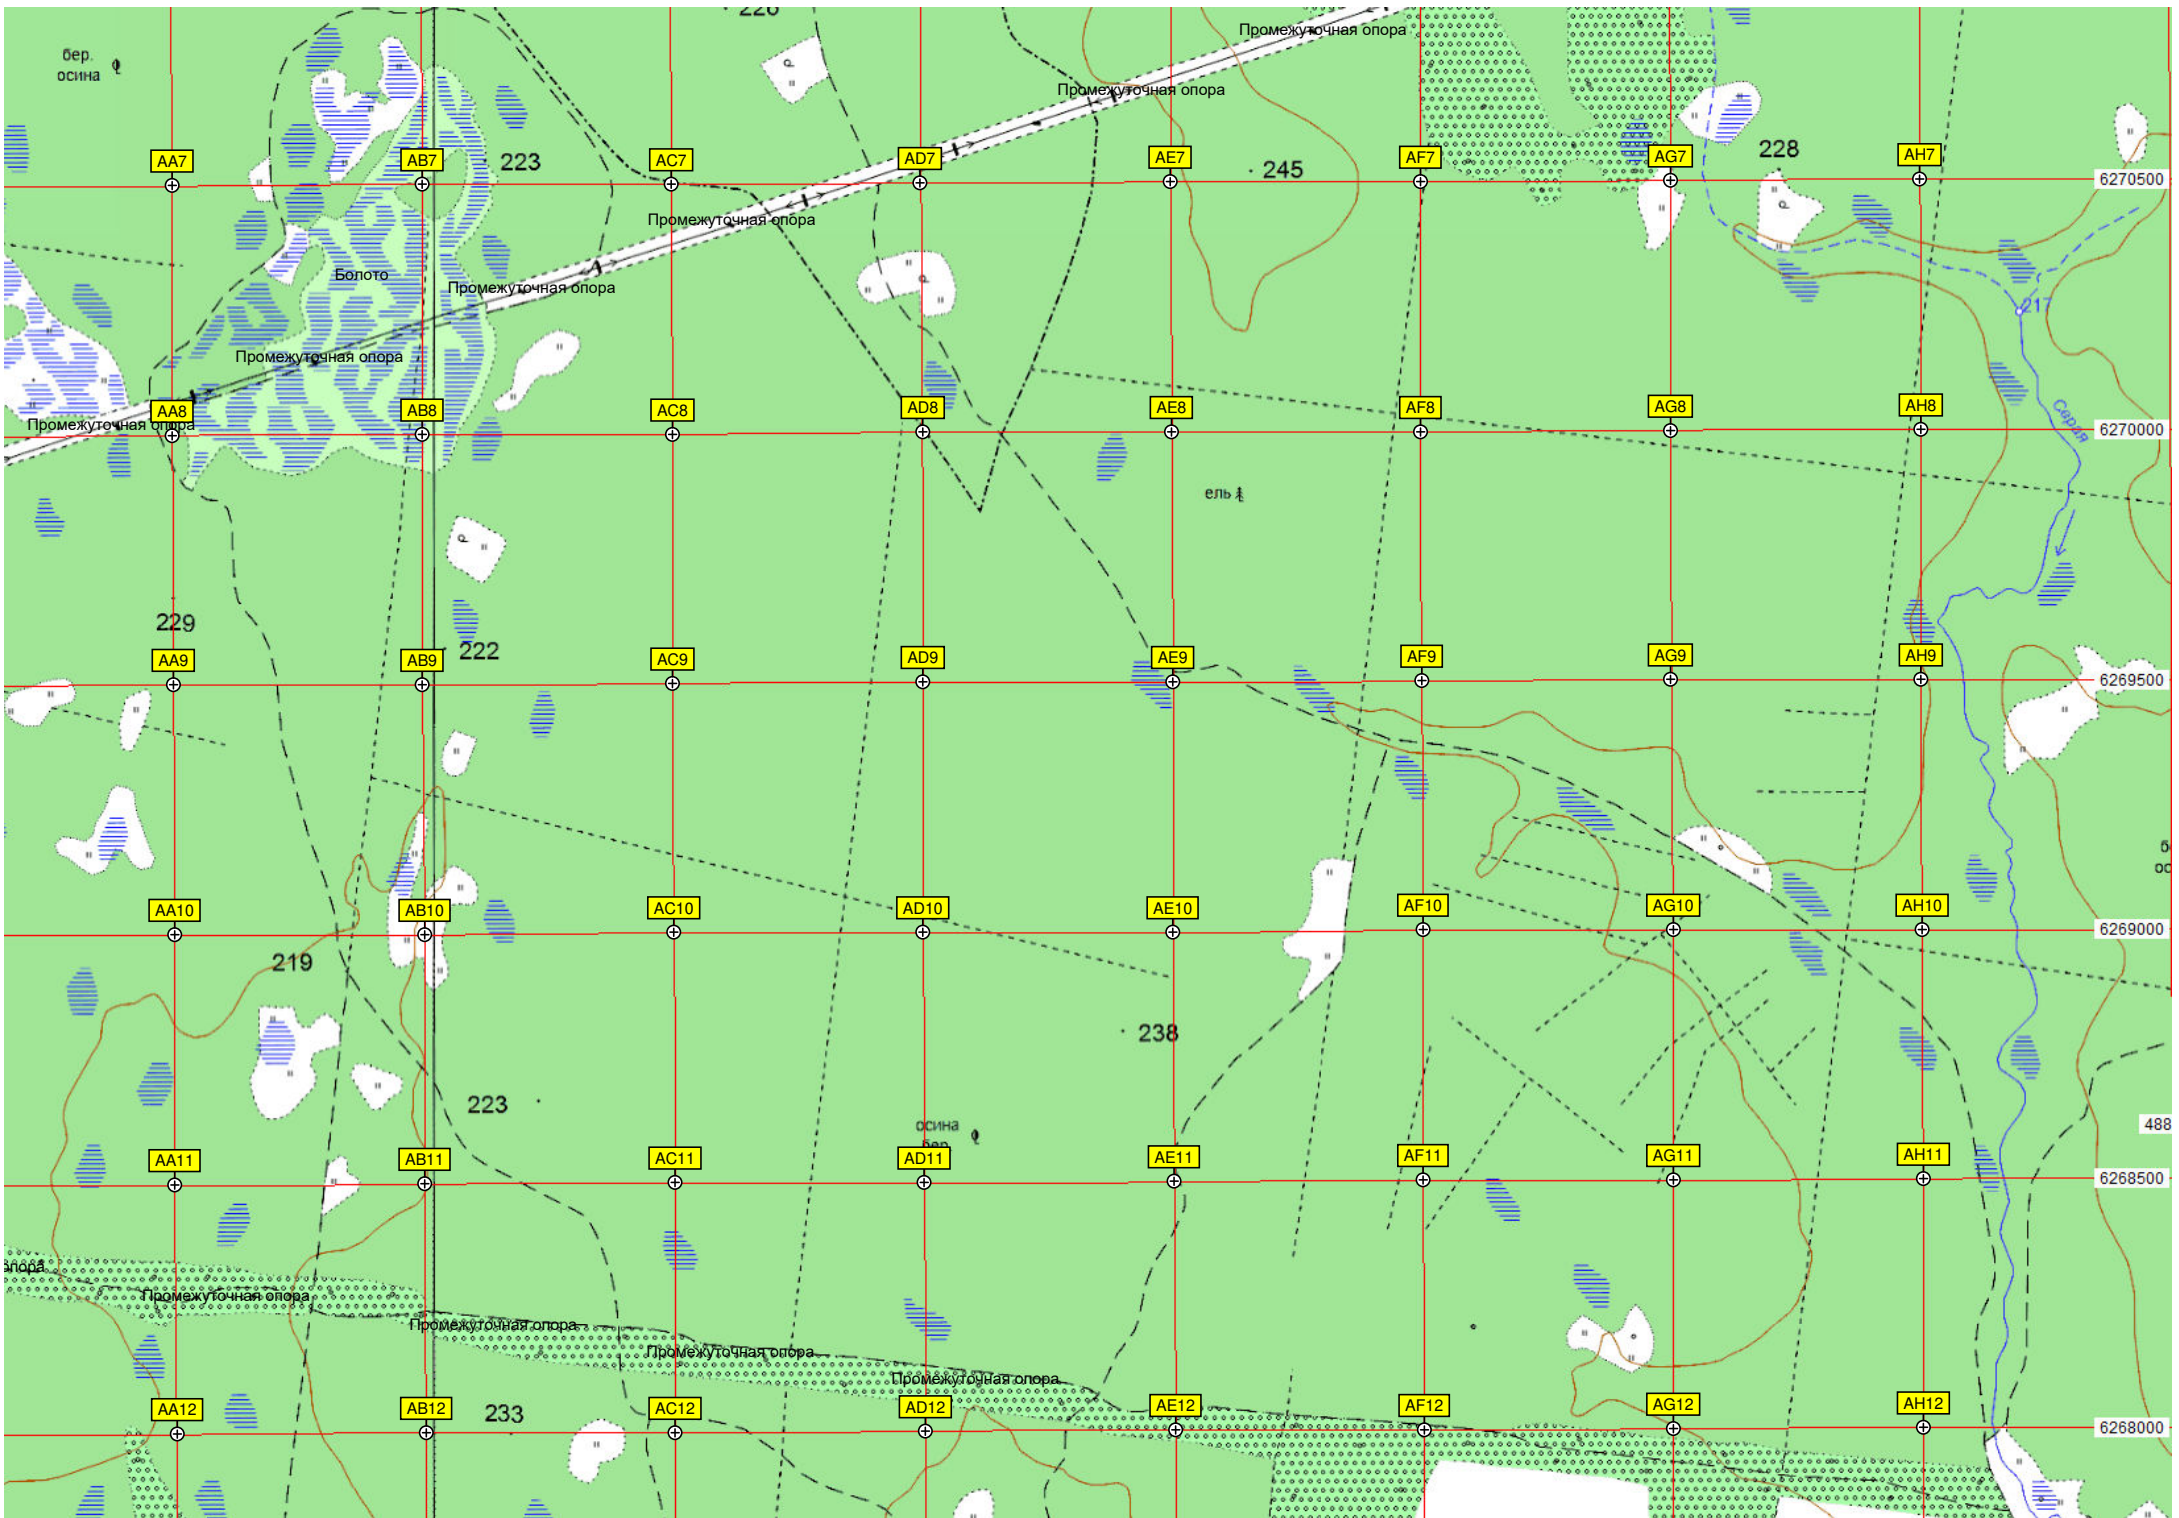 226
Промежуточная опора
бер.
осина
Промежуточная опора
223
245
228
AA7
AB7
AC7
AD7
AE7
AF7
AG7
AH7
6270500
Промежуточная опора
Болото
Промежуточная опора
217
Промежуточная опора
AA8
AB8
AC8
AD8
AE8
AF8
AG8
AH8
Промежуточная опора
Серая
6270000
ель
229
222
AA9
AB9
AC9
AD9
AE9
AF9
AG9
AH9
6269500
AA10
AB10
AC10
AD10
AE10
AF10
AG10
AH10
6269000
219
238
223
осина
бер.
488
AA11
AB11
AC11
AD11
AE11
AF11
AG11
AH11
6268500
опора
Промежуточная опора
Промежуточная опора
Промежуточная опора
Промежуточная опора
AA12
AB12
AC12
AD12
AE12
AF12
AG12
AH12
233
6268000